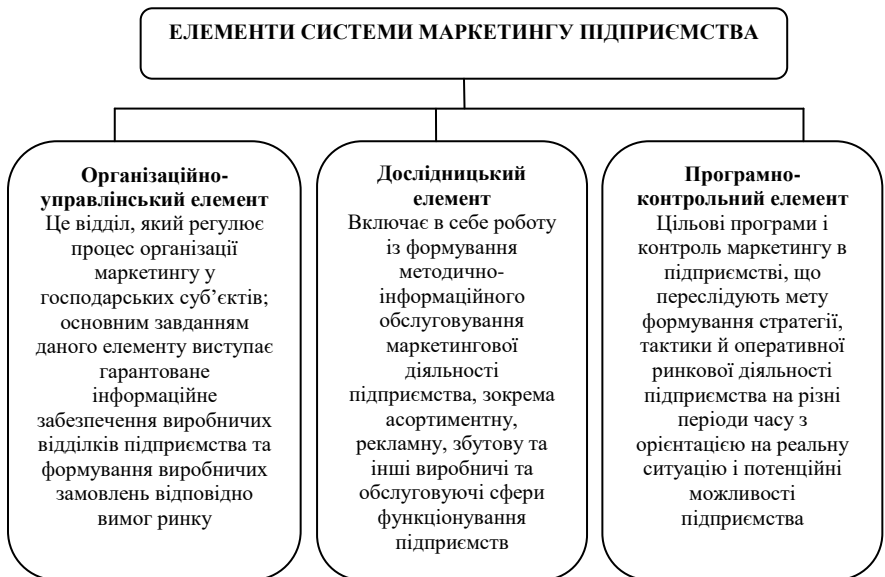 ЕЛЕМЕНТИ СИСТЕМИ МАРКЕТИНГУ ПІДПРИЄМСТВА
Організаційно-
управлінський елемент
Це відділ, який регулює
процес організації
маркетингу у
господарських суб’єктів;
основним завданням
даного елементу виступає
гарантоване
інформаційне
забезпечення виробничих
відділків підприємства та
формування виробничих
замовлень відповідно
вимог ринку
Дослідницький
елемент
Включає в себе роботу
із формування
методично-
інформаційного
обслуговування
маркетингової
діяльності
підприємства, зокрема
асортиментну,
рекламну, збутову та
інші виробничі та
обслуговуючі сфери
функціонування
підприємств
Програмно-
контрольний елемент
Цільові програми і
контроль маркетингу в
підприємстві, що
переслідують мету
формування стратегії,
тактики й оперативної
ринкової діяльності
підприємства на різні
періоди часу з
орієнтацією на реальну
ситуацію і потенційні
можливості
підприємства